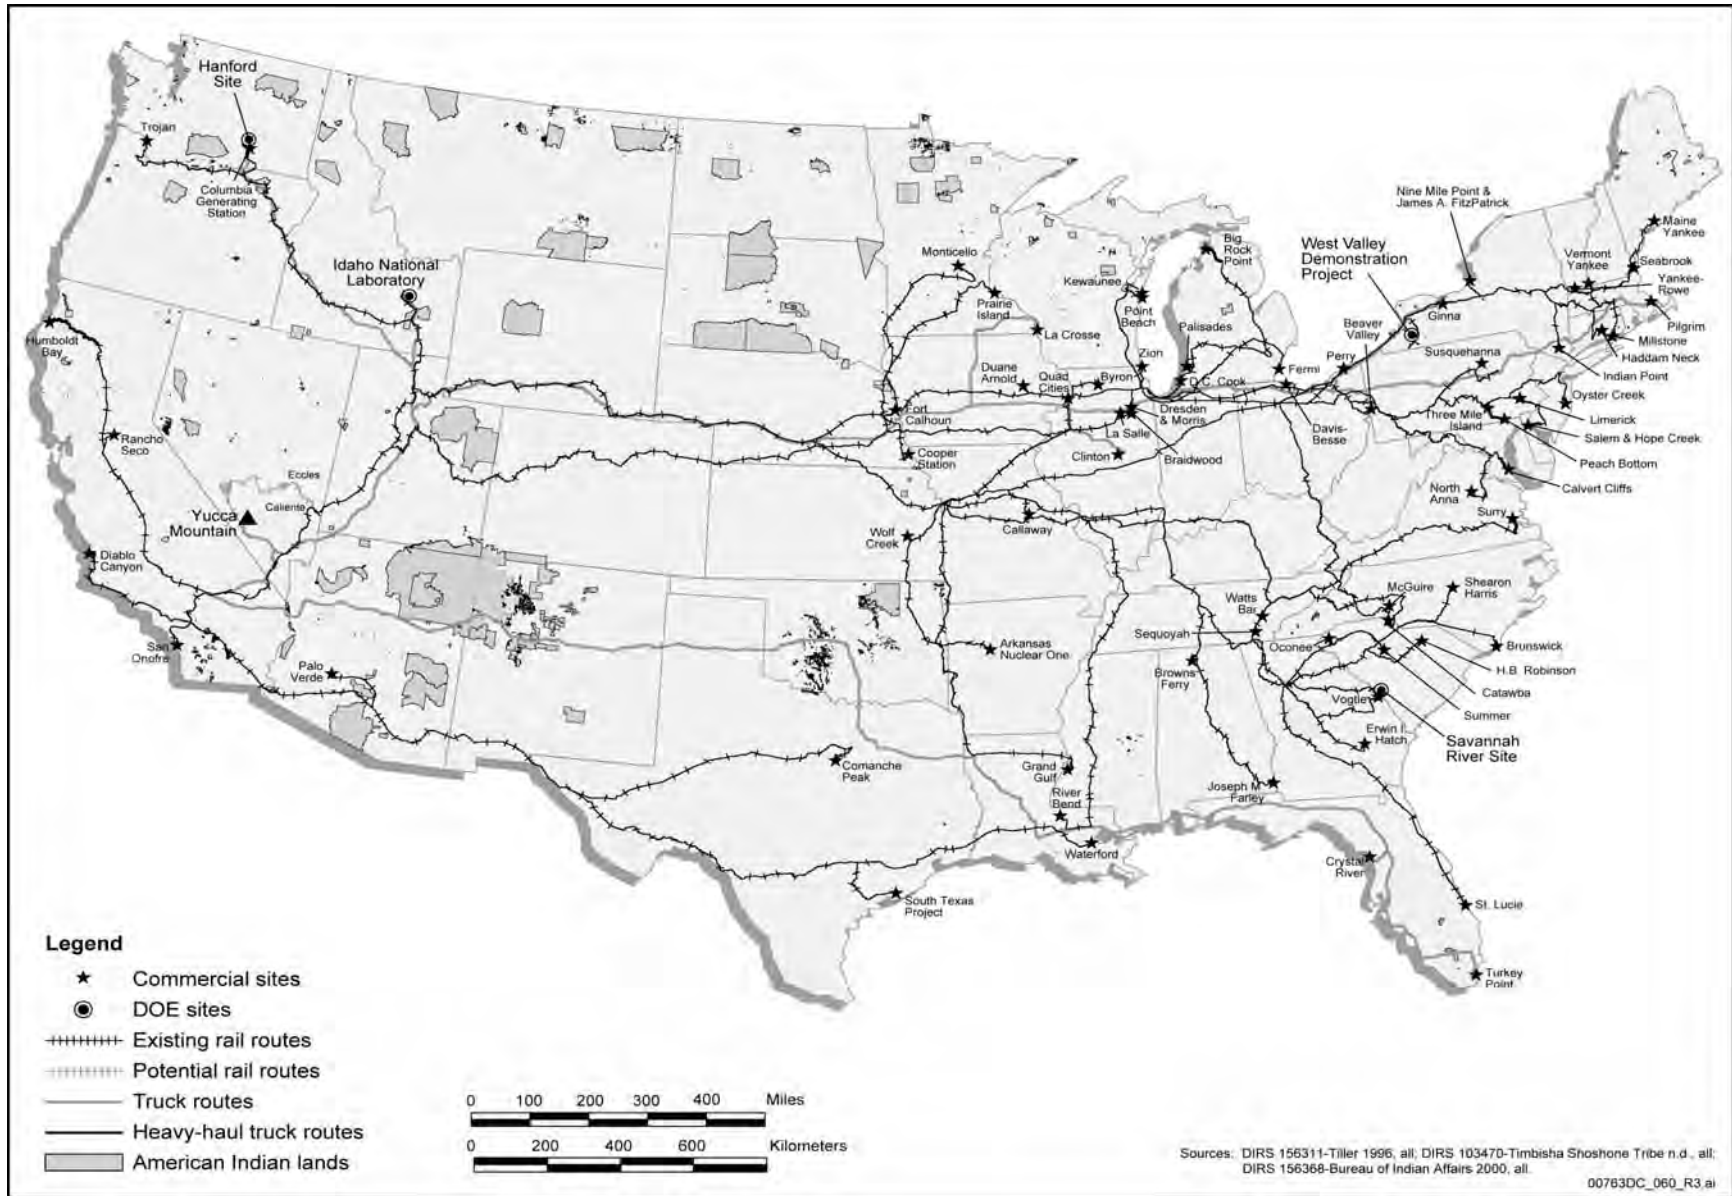 Hanford
Site
Trojan
Columbia
Generating
Station
Idaho National
Laboratory
Humboldt
Bay
Rancho
Seco
Eccles
Caliente
Yucca
Mountain
Diablo
Canyon
San
Onofre
Palo
Verde
Monticello
Prairie
Island
La Crosse
Kewaunee
Point
Beach
Big
Rock
Point
Palisades
Zion
Duane
Arnold
Quad
Cities
Byron
D.C. Cook
Fermi
Perry
Beaver
Valley
Fort
Calhoun
Cooper
Station
La Salle
Dresden
& Morris
Clinton
Braidwood
Davis-
Besse
Wolf
Creek
Callaway
Nine Mile Point &
James A. FitzPatrick
West Valley
Demonstration
Project
Vermont
Yankee
Maine
Yankee
Seabrook
Yankee-
Rowe
Ginna
Pilgrim
Millstone
Haddam Neck
Indian Point
Susquehanna
Oyster Creek
Three Mile
Island
Limerick
Salem & Hope Creek
Peach Bottom
Calvert Cliffs
North
Anna
Surry
McGuire
Shearon
Harris
Watts
Bar
Sequoyah
Oconee
Brunswick
H.B. Robinson
Catawba
Summer
Browns
Ferry
Vogtle
Erwin I.
Hatch
Savannah
River Site
Arkansas
Nuclear One
Comanche
Peak
Grand
Gulf
River
Bend
Joseph M.
Farley
Waterford
South Texas
Project
Crystal
River
St. Lucie
Turkey
Point
Legend
Commercial sites
DOE sites
Existing rail routes
Potential rail routes
Truck routes
Heavy-haul truck routes
American Indian lands
0 100 200 300 400 Miles
0 200 400 600 Kilometers
Sources: DIRS 156311-Tiller 1996, all; DIRS 103470-Timbisha Shoshone Tribe n.d., all;
DIRS 156368-Bureau of Indian Affairs 2000, all.
00763DC_060_R3.ai